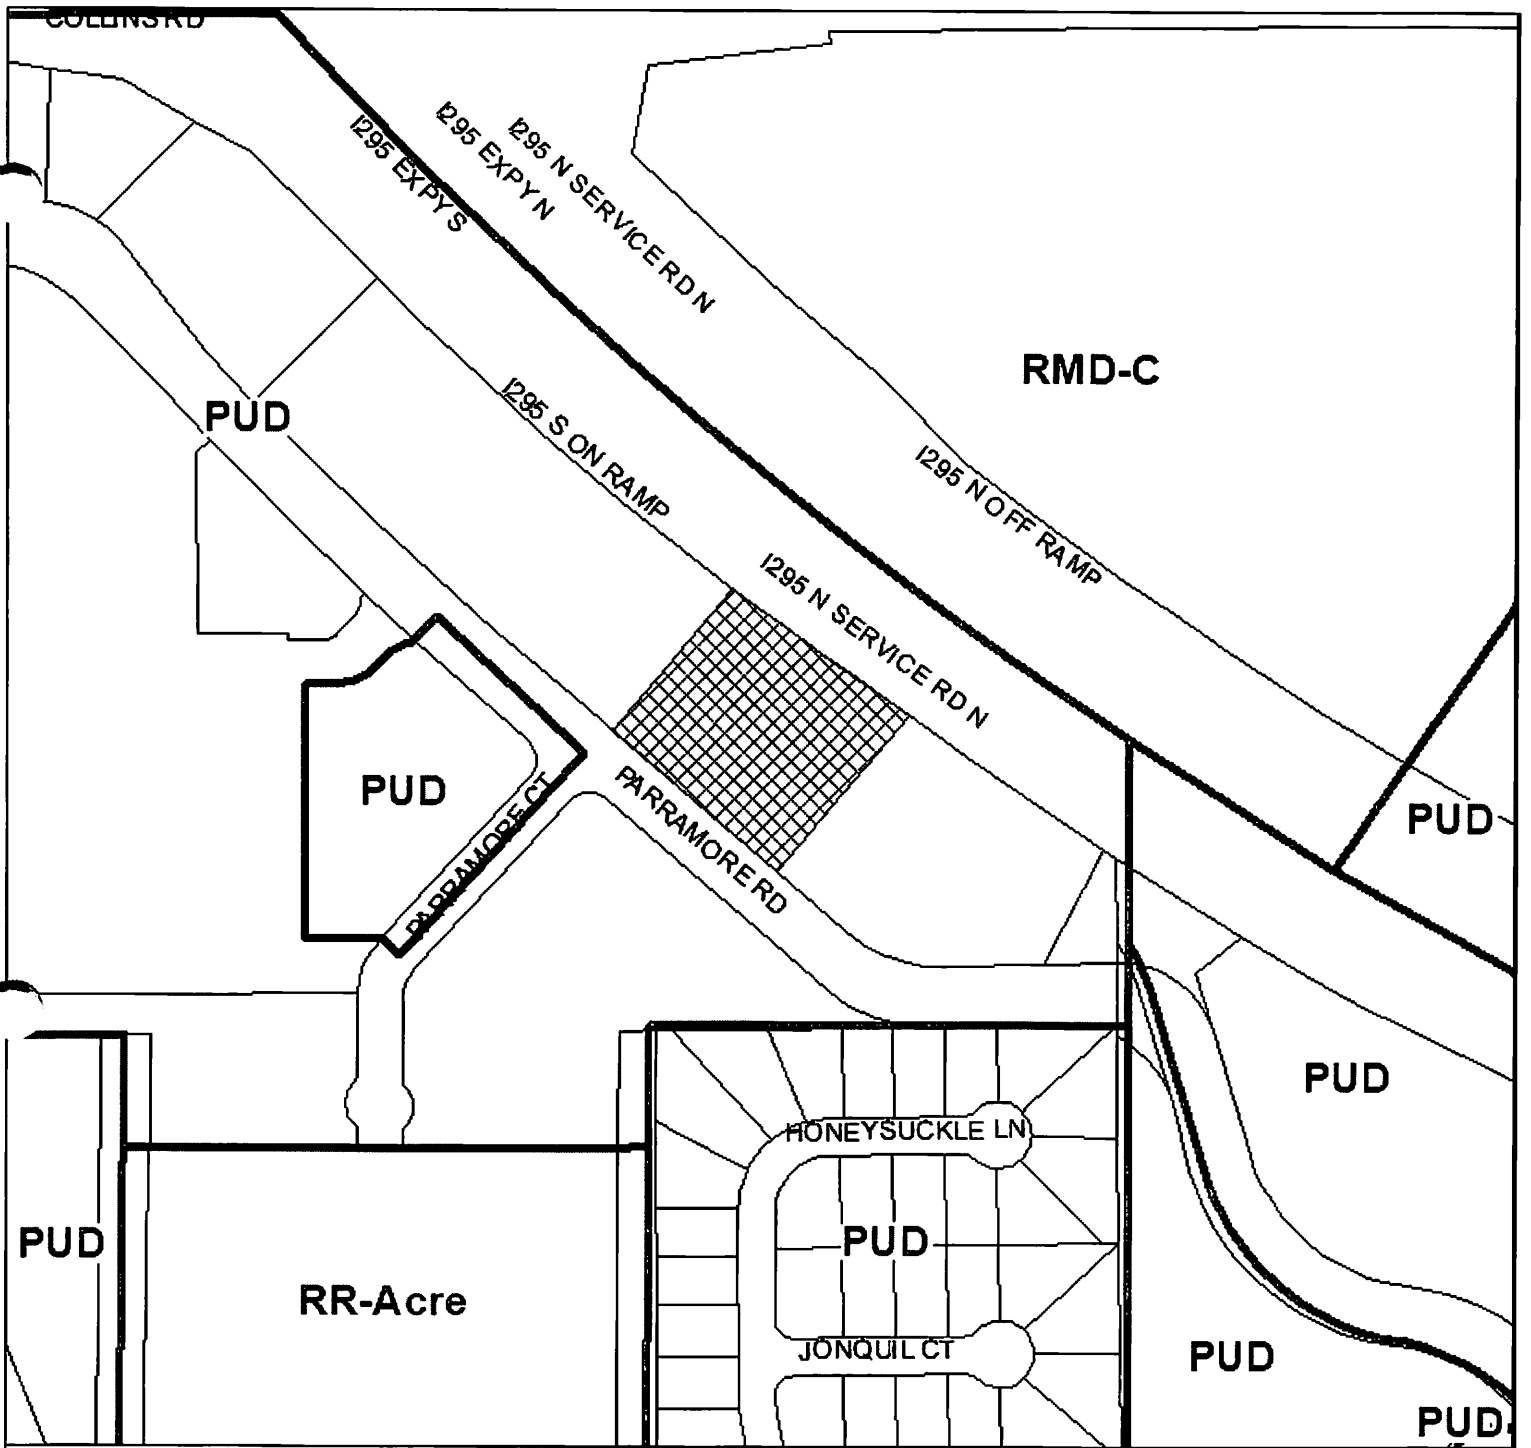 COLLINS RD
I295 EXPY S
I295 EXPY N
I295 N SERVICE RD N
RMD-C
PUD
I295 S ON RAMP
I295 N OFF RAMP
I295 N SERVICE RD N
PUD
PARRAMORE CT
PARRAMORE RD
PUD
PUD
HONEYSUCKLE LN
PUD
PUD
RR-Acre
JONQUIL CT
PUD
PUD